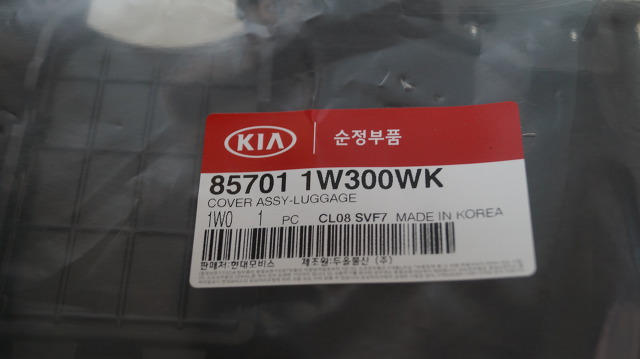 KIA 순정부품
85701 1W300WK
COVER ASSY-LUGGAGE
1W0 1 PC CL08 SVF7 MADE IN KOREA
판매처:현대모비스 제조원:두올물산 (주)